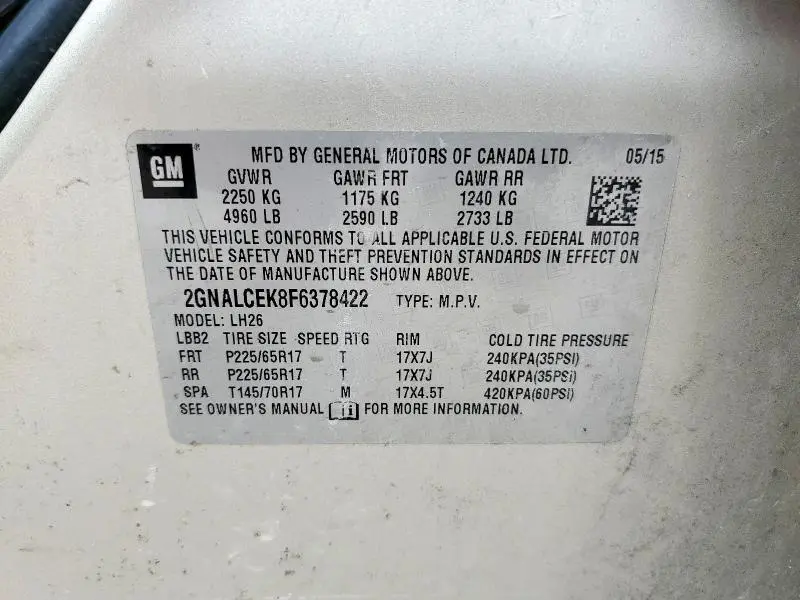 GM
MFD BY GENERAL MOTORS OF CANADA LTD. 05/15
GVWR GAWR FRT GAWR RR
2250 KG 1175 KG 1240 KG
4960 LB 2590 LB 2733 LB
THIS VEHICLE CONFORMS TO ALL APPLICABLE U.S. FEDERAL MOTOR
VEHICLE SAFETY AND THEFT PREVENTION STANDARDS IN EFFECT ON
THE DATE OF MANUFACTURE SHOWN ABOVE.
2GNALCEK8F6378422 TYPE: M.P.V.
MODEL: LH26
LBB2 TIRE SIZE SPEED RTG RIM COLD TIRE PRESSURE
FRT P225/65R17 T 17X7J 240KPA(35PSI)
RR P225/65R17 T 17X7J 240KPA(35PSI)
SPA T145/70R17 M 17X4.5T 420KPA(60PSI)
SEE OWNER'S MANUAL FOR MORE INFORMATION.